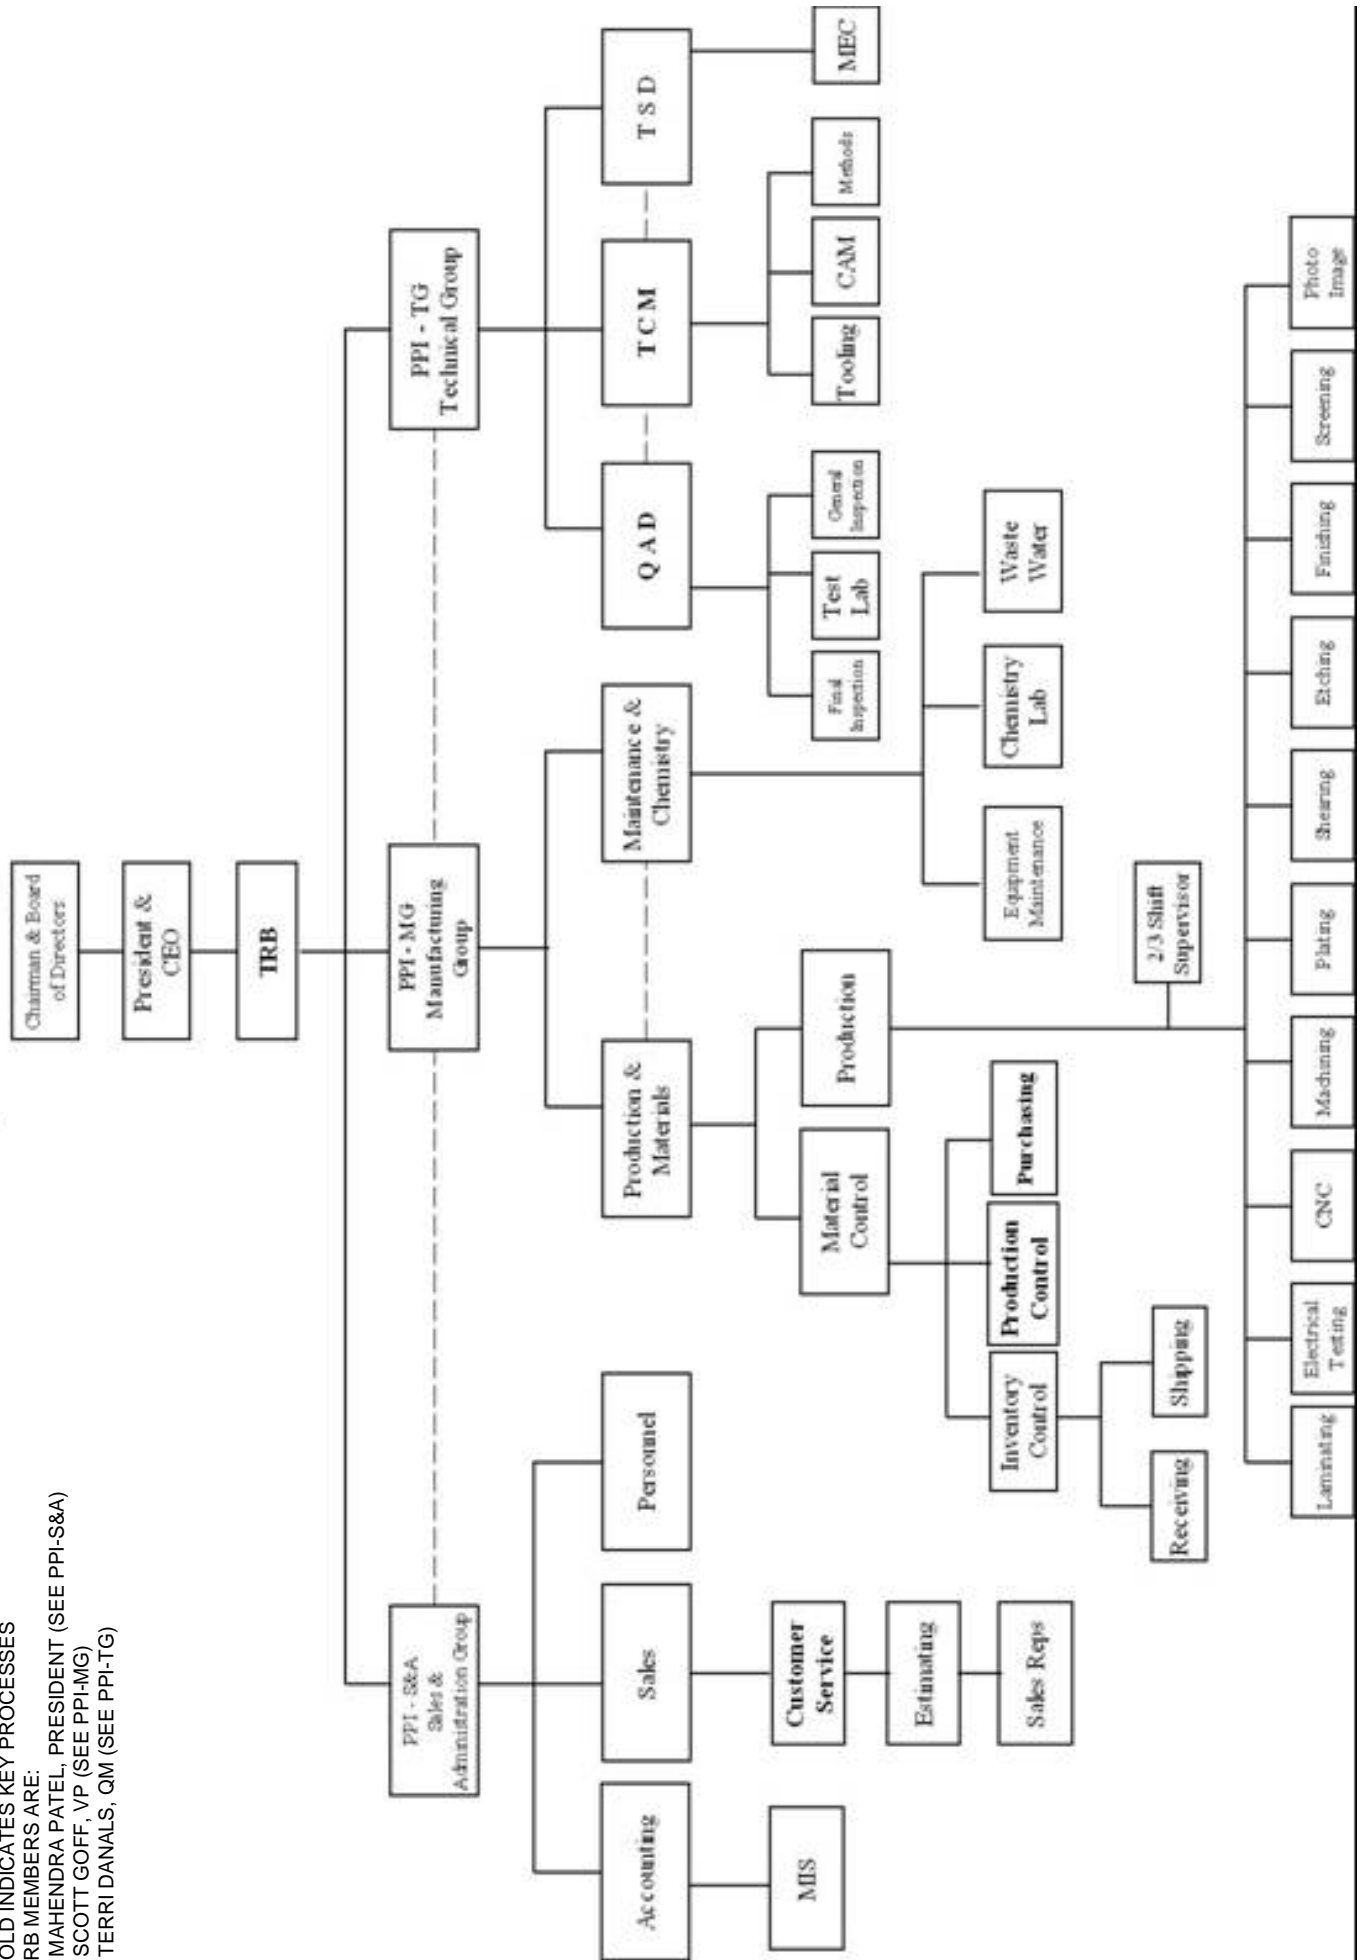 OLD INDICATES KEY PROCESSES
RB MEMBERS ARE:
MAHENDRA PATEL, PRESIDENT (SEE PPI-S&A)
SCOTT GOFF, VP (SEE PPI-MG)
TERRI DANALS, QM (SEE PPI-TG)
Chairman & Board
of Directors
President &
CEO
TRB
PPI - S&A
Sales &
Administration Group
PPI - MG
Manufacturing
Group
PPI - TG
Technical Group
Accounting
Sales
Personnel
Production &
Materials
Maintenance &
Chemistry
Q A D
T C M
T S D
MIS
Customer
Service
Estimating
Sales Reps
Material
Control
Production
Final
Inspection
Test
Lab
General
Inspection
Tooling
CAM
Methods
MEC
Inventory
Control
Production
Control
Purchasing
Equipment
Maintenance
Chemistry
Lab
Waste
Water
Receiving
Shipping
2/3 Shift
Supervisor
Laminating
Electrical
Testing
CNC
Machining
Plating
Shearing
Etching
Finishing
Screening
Photo
Image